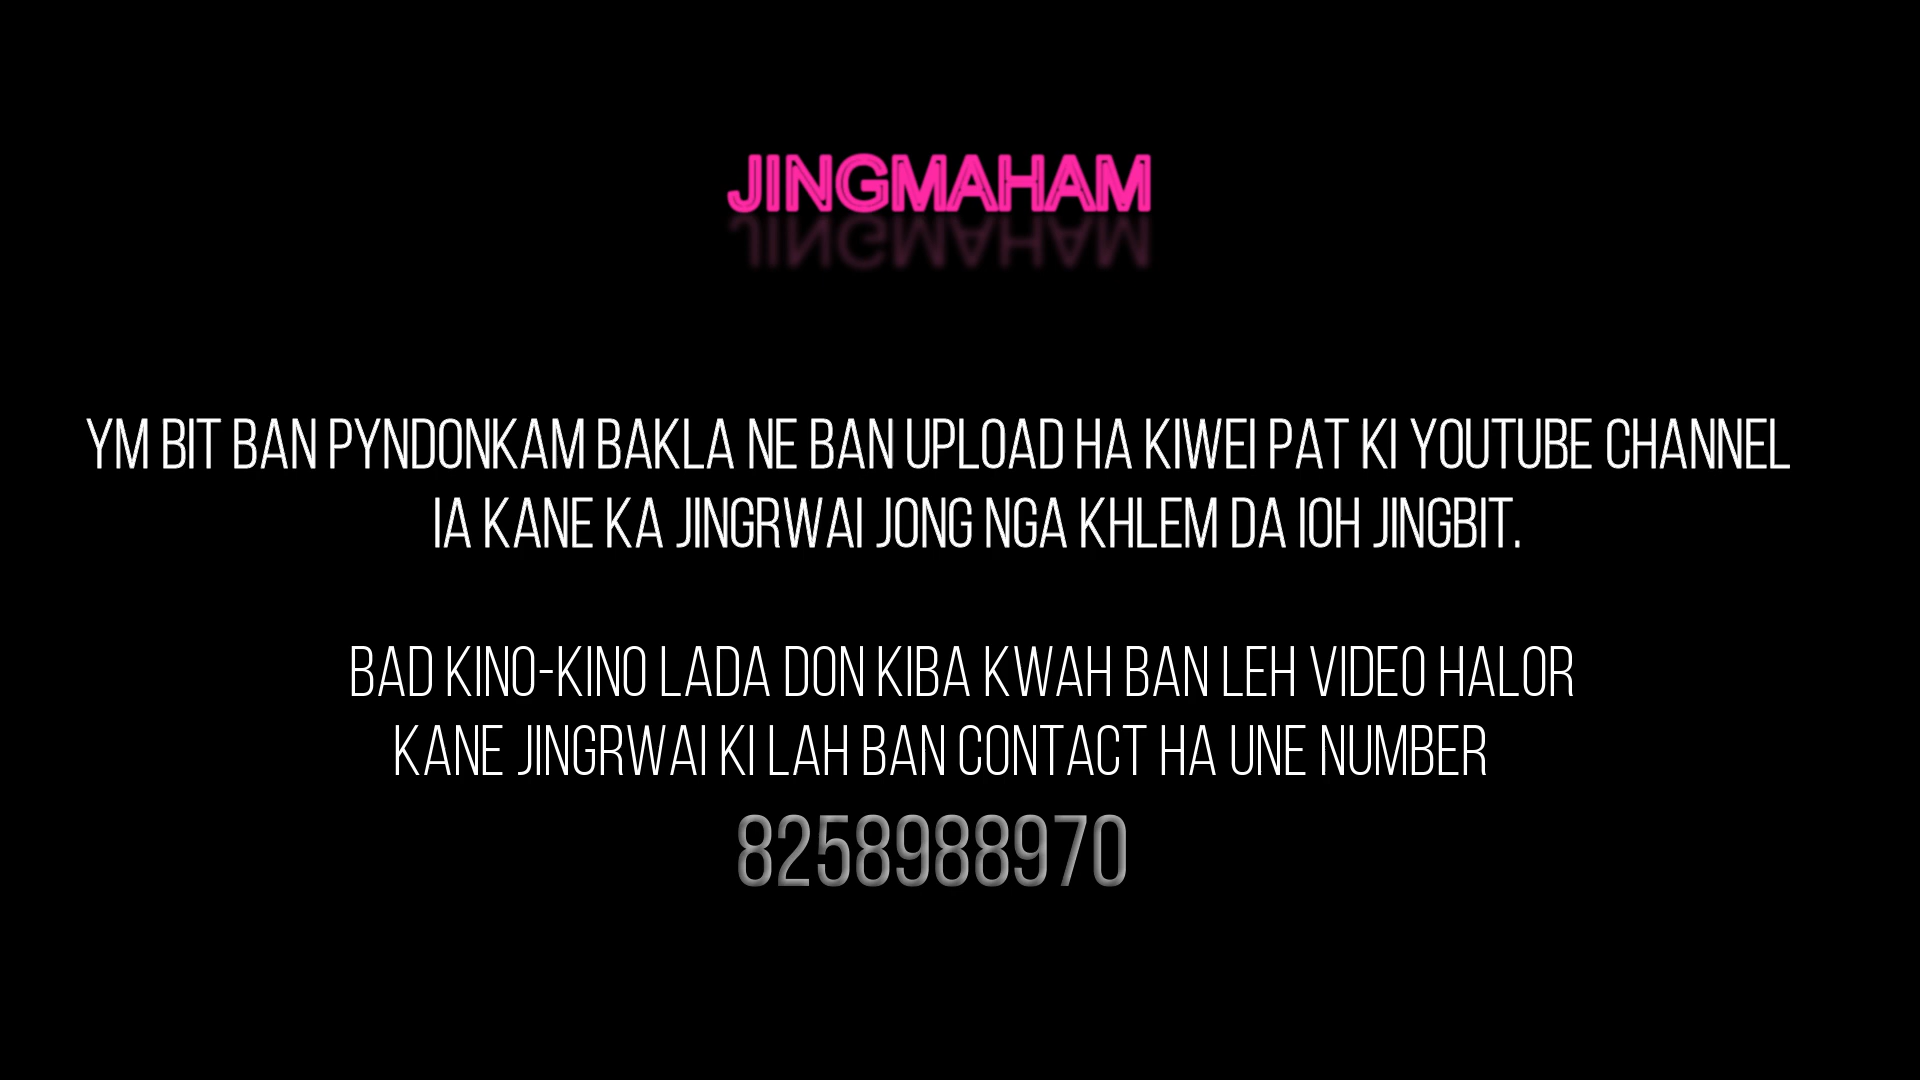 JINGMAHAM
YM BIT BAN PYNDONKAM BAKLA NE BAN UPLOAD HA KIWEI PAT KI YOUTUBE CHANNEL
IA KANE KA JINGRWAI JONG NGA KHLEM DA IOH JINGBIT.
BAD KINO-KINO LADA DON KIBA KWAH BAN LEH VIDEO HALOR
KANE JINGRWAI KI LAH BAN CONTACT HA UNE NUMBER
8258988970